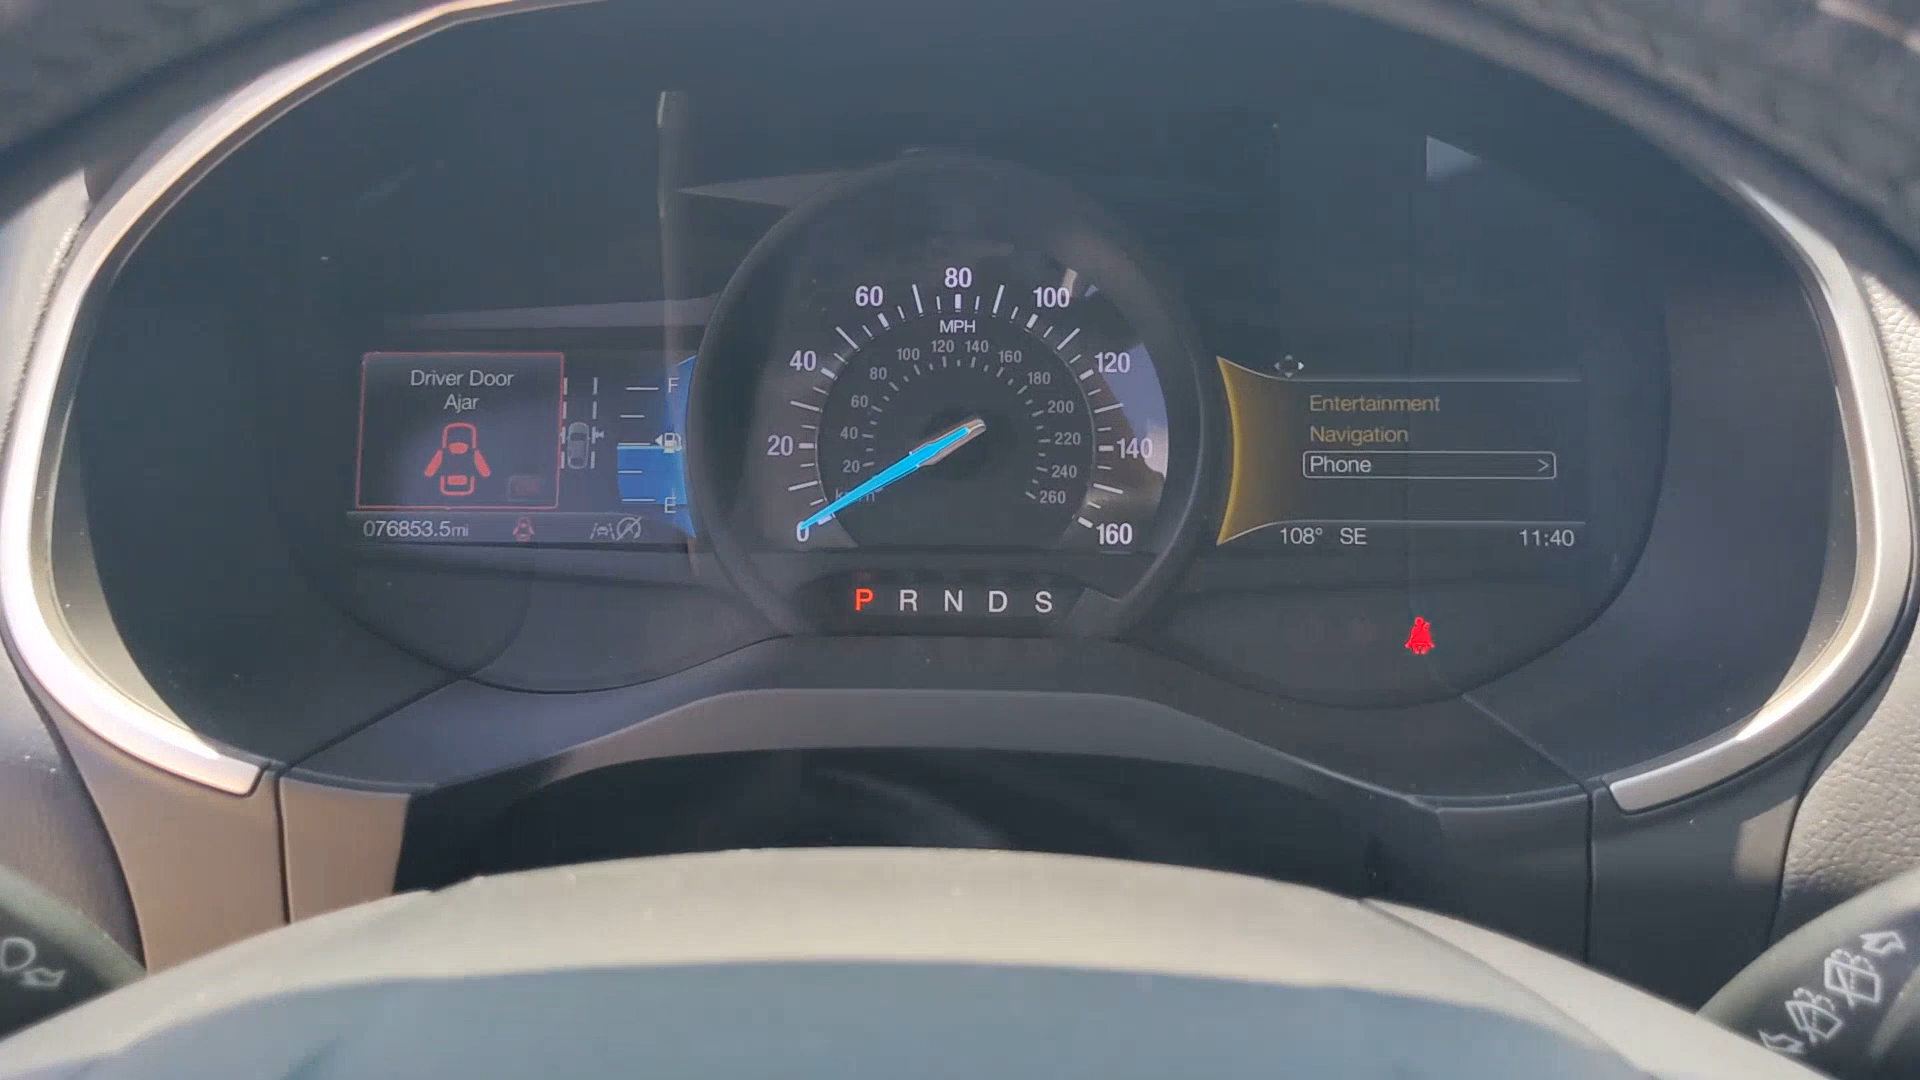 80
60
100
MPH
120 140
100
160
40
120
80
180
60
200
Driver Door
Ajar
F
Entertainment
Navigation
Phone >
40
220
20
140
20
240
km/h
260
E
076853.5mi
0
160
108° SE
11:40
P R N D S